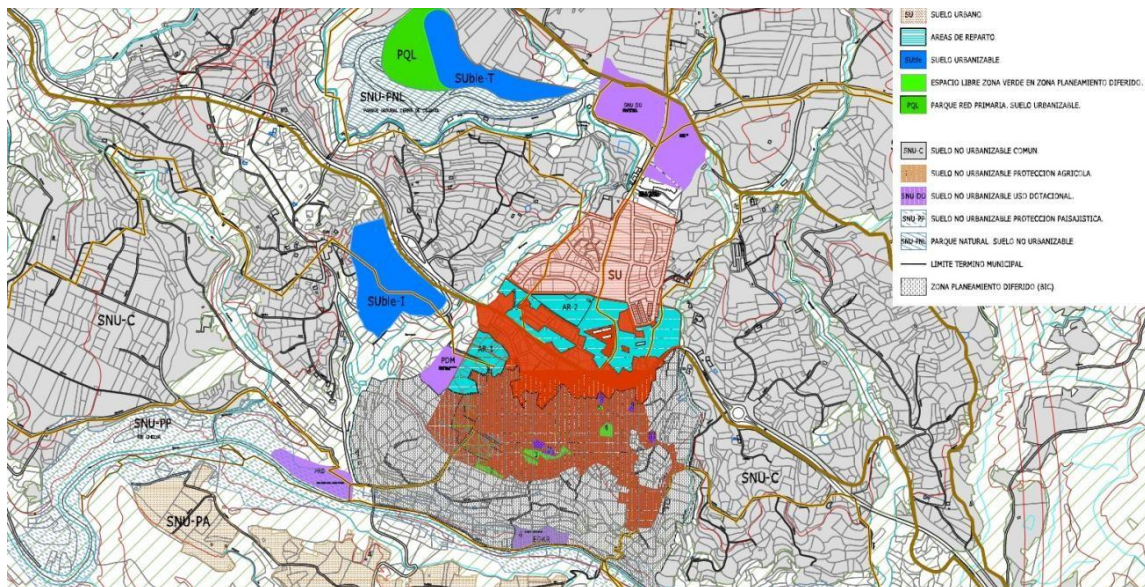 SU SUELO URBANO
AREAS DE REPARTO
SUble SUELO URBANIZABLE
ESPACIO LIBRE ZONA VERDE EN ZONA PLANEAMIENTO DIFERIDO.
PQL PARQUE RED PRIMARIA. SUELO URBANIZABLE.
SNU-C SUELO NO URBANIZABLE COMUN.
SUELO NO URBANIZABLE PROTECCION AGRICOLA.
SNU-DO SUELO NO URBANIZABLE USO DOTACIONAL.
SNU-PP SUELO NO URBANIZABLE PROTECCION PAISAJISTICA.
SNU-PNL PARQUE NATURAL. SUELO NO URBANIZABLE
LIMITE TERMINO MUNICIPAL
ZONA PLANEAMIENTO DIFERIDO (BIC)
PQL
SUble-T
SNU-PNL
SNU DO
SU
SUble-I
SNU-C
AR-2
AR-1
PDM
SNU-PP
SNU-C
SNU-PA
EDAR